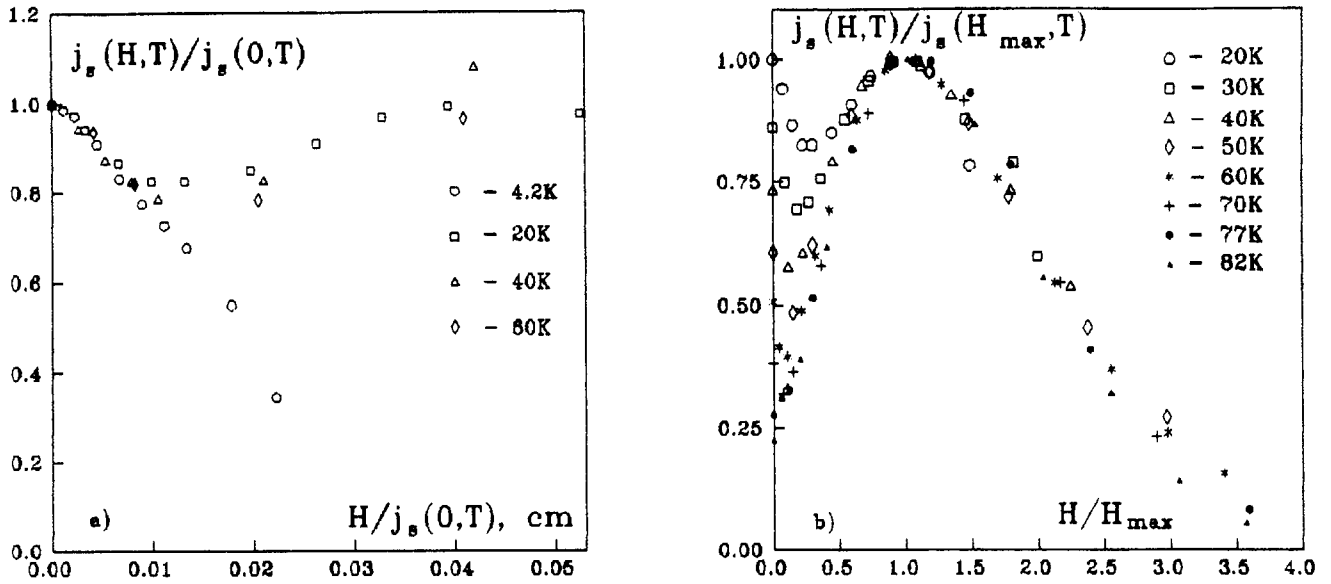 1.2
j_s(H,T)/j_s(0,T)
1.0
0.8
0.6
0.4
0.2
0.0
○ - 4.2K
□ - 20K
△ - 40K
◇ - 60K
a)
H/j_s(0,T), cm
0.00 0.01 0.02 0.03 0.04 0.05
j_s(H,T)/j_s(H_max,T)
1.00
0.75
0.50
0.25
0.00
○ - 20K
□ - 30K
△ - 40K
◇ - 50K
* - 60K
+ - 70K
● - 77K
▲ - 82K
b)
H/H_max
0.0 0.5 1.0 1.5 2.0 2.5 3.0 3.5 4.0